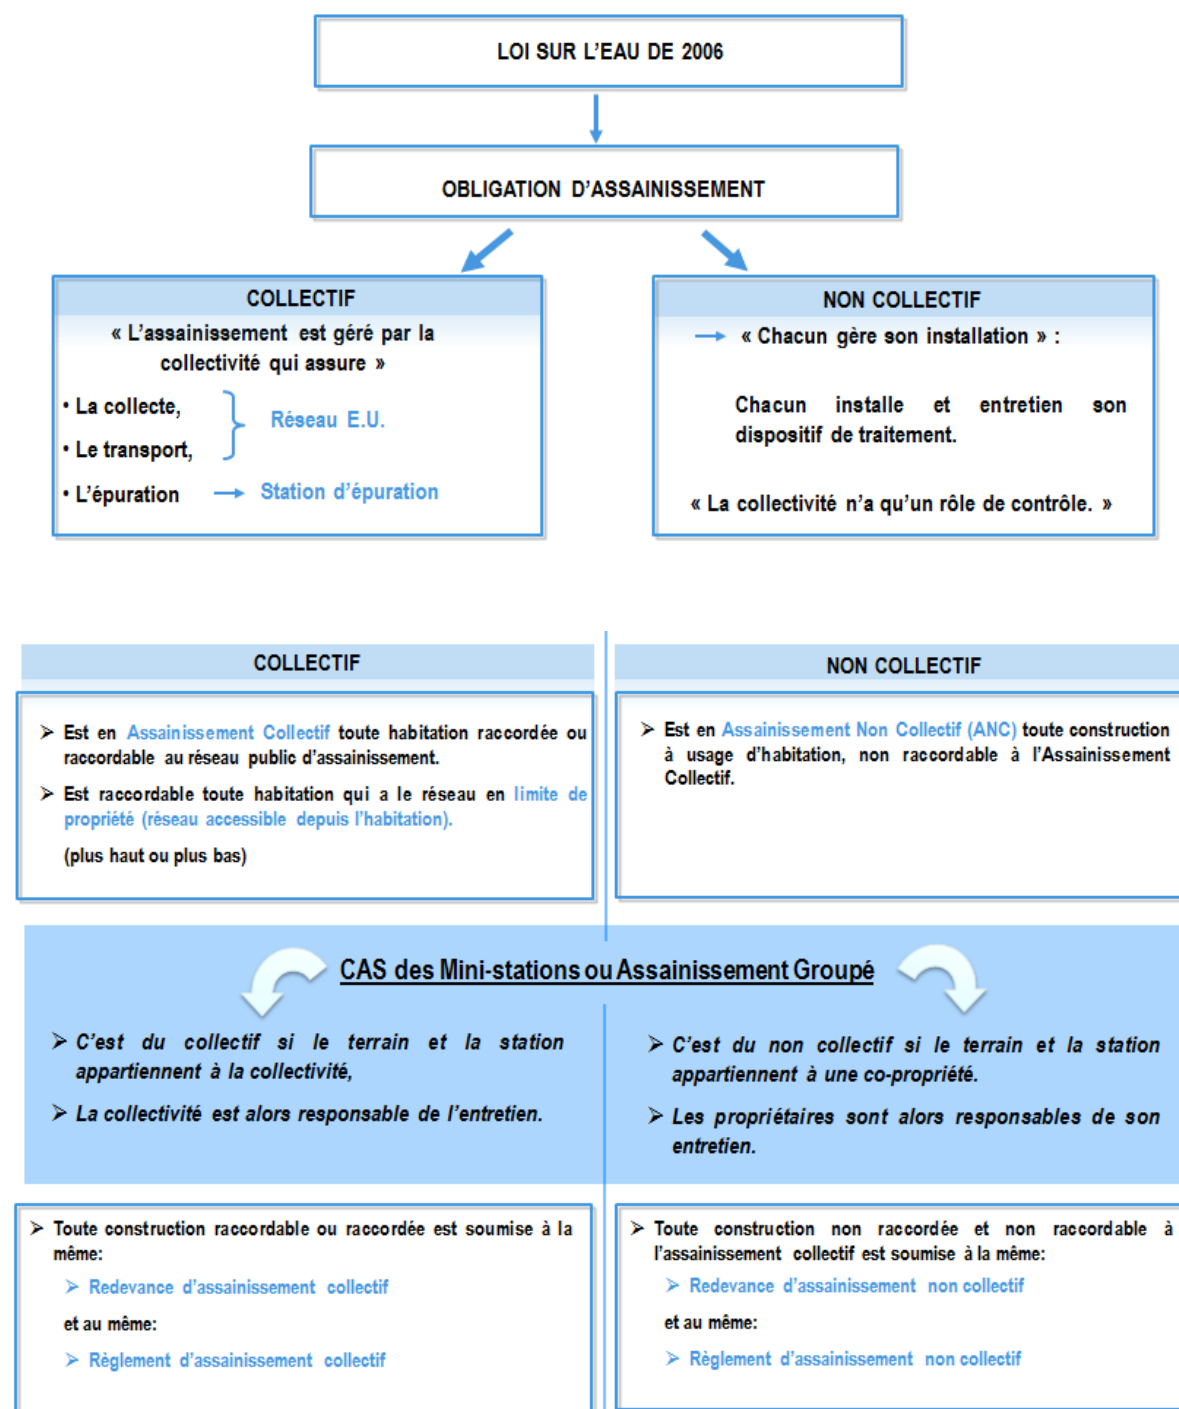 LOI SUR L'EAU DE 2006
OBLIGATION D'ASSAINISSEMENT
COLLECTIF
« L'assainissement est géré par la
collectivité qui assure »
• La collecte,
• Le transport,
Réseau E.U.
• L'épuration
Station d'épuration
NON COLLECTIF
« Chacun gère son installation » :
Chacun installe et entretien son
dispositif de traitement.
« La collectivité n'a qu'un rôle de contrôle. »
COLLECTIF
➢ Est en Assainissement Collectif toute habitation raccordée ou
raccordable au réseau public d'assainissement.
➢ Est raccordable toute habitation qui a le réseau en limite de
propriété (réseau accessible depuis l'habitation).
(plus haut ou plus bas)
NON COLLECTIF
➢ Est en Assainissement Non Collectif (ANC) toute construction
à usage d'habitation, non raccordable à l'Assainissement
Collectif.
CAS des Mini-stations ou Assainissement Groupé
➢ C'est du collectif si le terrain et la station
appartiennent à la collectivité,
➢ La collectivité est alors responsable de l'entretien.
➢ C'est du non collectif si le terrain et la station
appartiennent à une co-propriété.
➢ Les propriétaires sont alors responsables de son
entretien.
➢ Toute construction raccordable ou raccordée est soumise à la
même:
➢ Redevance d'assainissement collectif
et au même:
➢ Règlement d'assainissement collectif
➢ Toute construction non raccordée et non raccordable à
l'assainissement collectif est soumise à la même:
➢ Redevance d'assainissement non collectif
et au même:
➢ Règlement d'assainissement non collectif